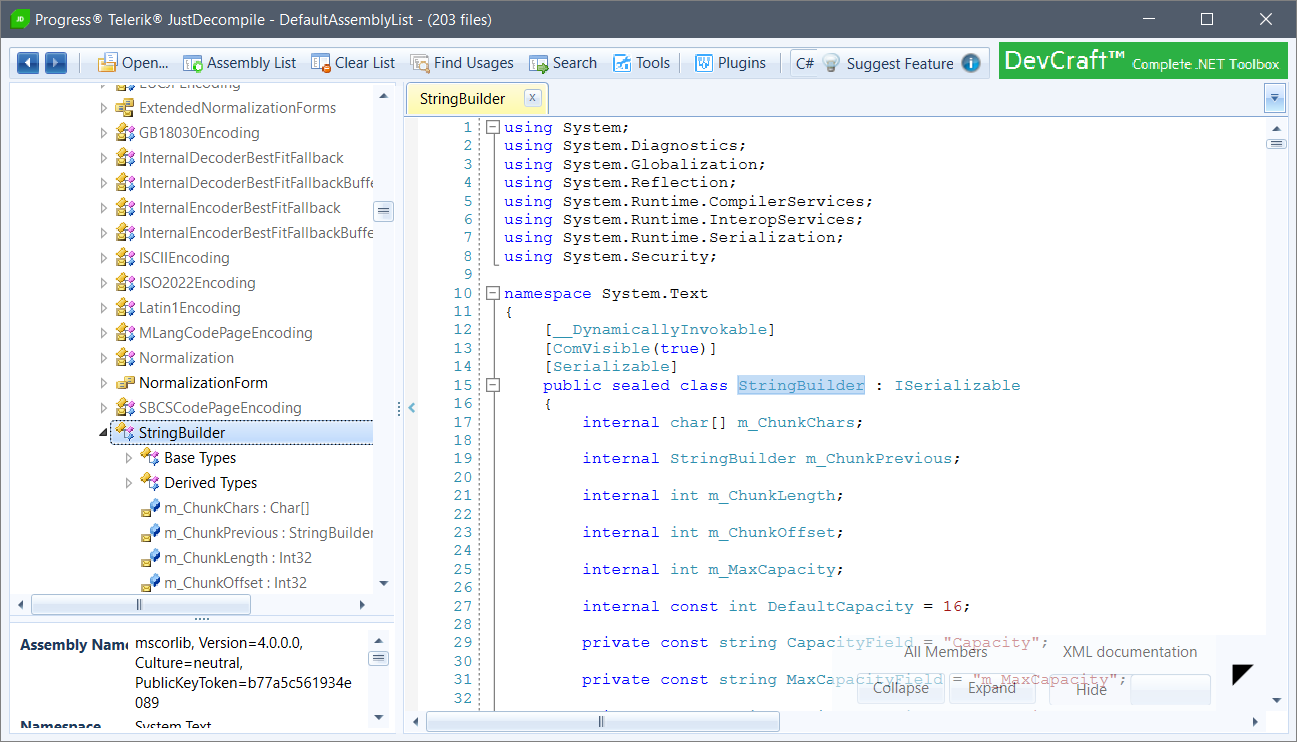 Progress® Telerik® JustDecompile - DefaultAssemblyList - (203 files)
Open... Assembly List Clear List Find Usages Search Tools Plugins C# Suggest Feature
DevCraft™ Complete .NET Toolbox
EUCJPEncoding
ExtendedNormalizationForms
GB18030Encoding
InternalDecoderBestFitFallback
InternalDecoderBestFitFallbackBuffe
InternalEncoderBestFitFallback
InternalEncoderBestFitFallbackBuffe
ISCIIEncoding
ISO2022Encoding
Latin1Encoding
MLangCodePageEncoding
Normalization
NormalizationForm
SBCSCodePageEncoding
StringBuilder
Base Types
Derived Types
m_ChunkChars : Char[]
m_ChunkPrevious : StringBuilder
m_ChunkLength : Int32
m_ChunkOffset : Int32
Assembly Name mscorlib, Version=4.0.0.0,
Culture=neutral,
PublicKeyToken=b77a5c561934e
089
Namespace System.Text
StringBuilder x
1 using System;
2 using System.Diagnostics;
3 using System.Globalization;
4 using System.Reflection;
5 using System.Runtime.CompilerServices;
6 using System.Runtime.InteropServices;
7 using System.Runtime.Serialization;
8 using System.Security;
9
10 namespace System.Text
11 {
12 [__DynamicallyInvokable]
13 [ComVisible(true)]
14 [Serializable]
15 public sealed class StringBuilder : ISerializable
16 {
17 internal char[] m_ChunkChars;
18
19 internal StringBuilder m_ChunkPrevious;
20
21 internal int m_ChunkLength;
22
23 internal int m_ChunkOffset;
24
25 internal int m_MaxCapacity;
26
27 internal const int DefaultCapacity = 16;
28
29 private const string CapacityField = "Capacity";
30
31 private const string MaxCapacityField = "m_MaxCapacity";
32
All Members XML documentation
Collapse Expand Hide